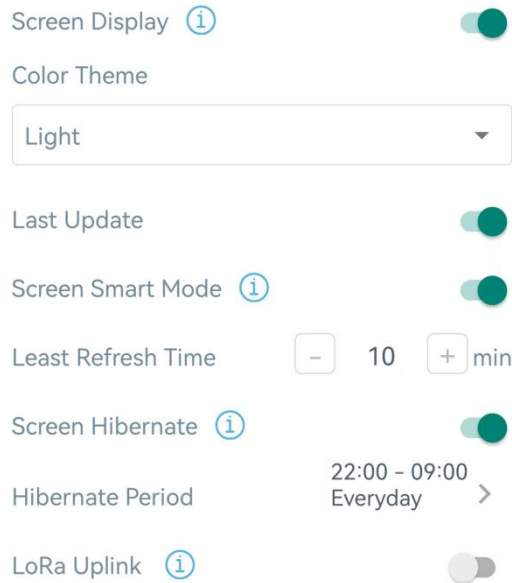 Screen Display i
Color Theme
Light
Last Update
Screen Smart Mode i
Least Refresh Time - 10 + min
Screen Hibernate i
Hibernate Period 22:00 - 09:00 Everyday >
LoRa Uplink i